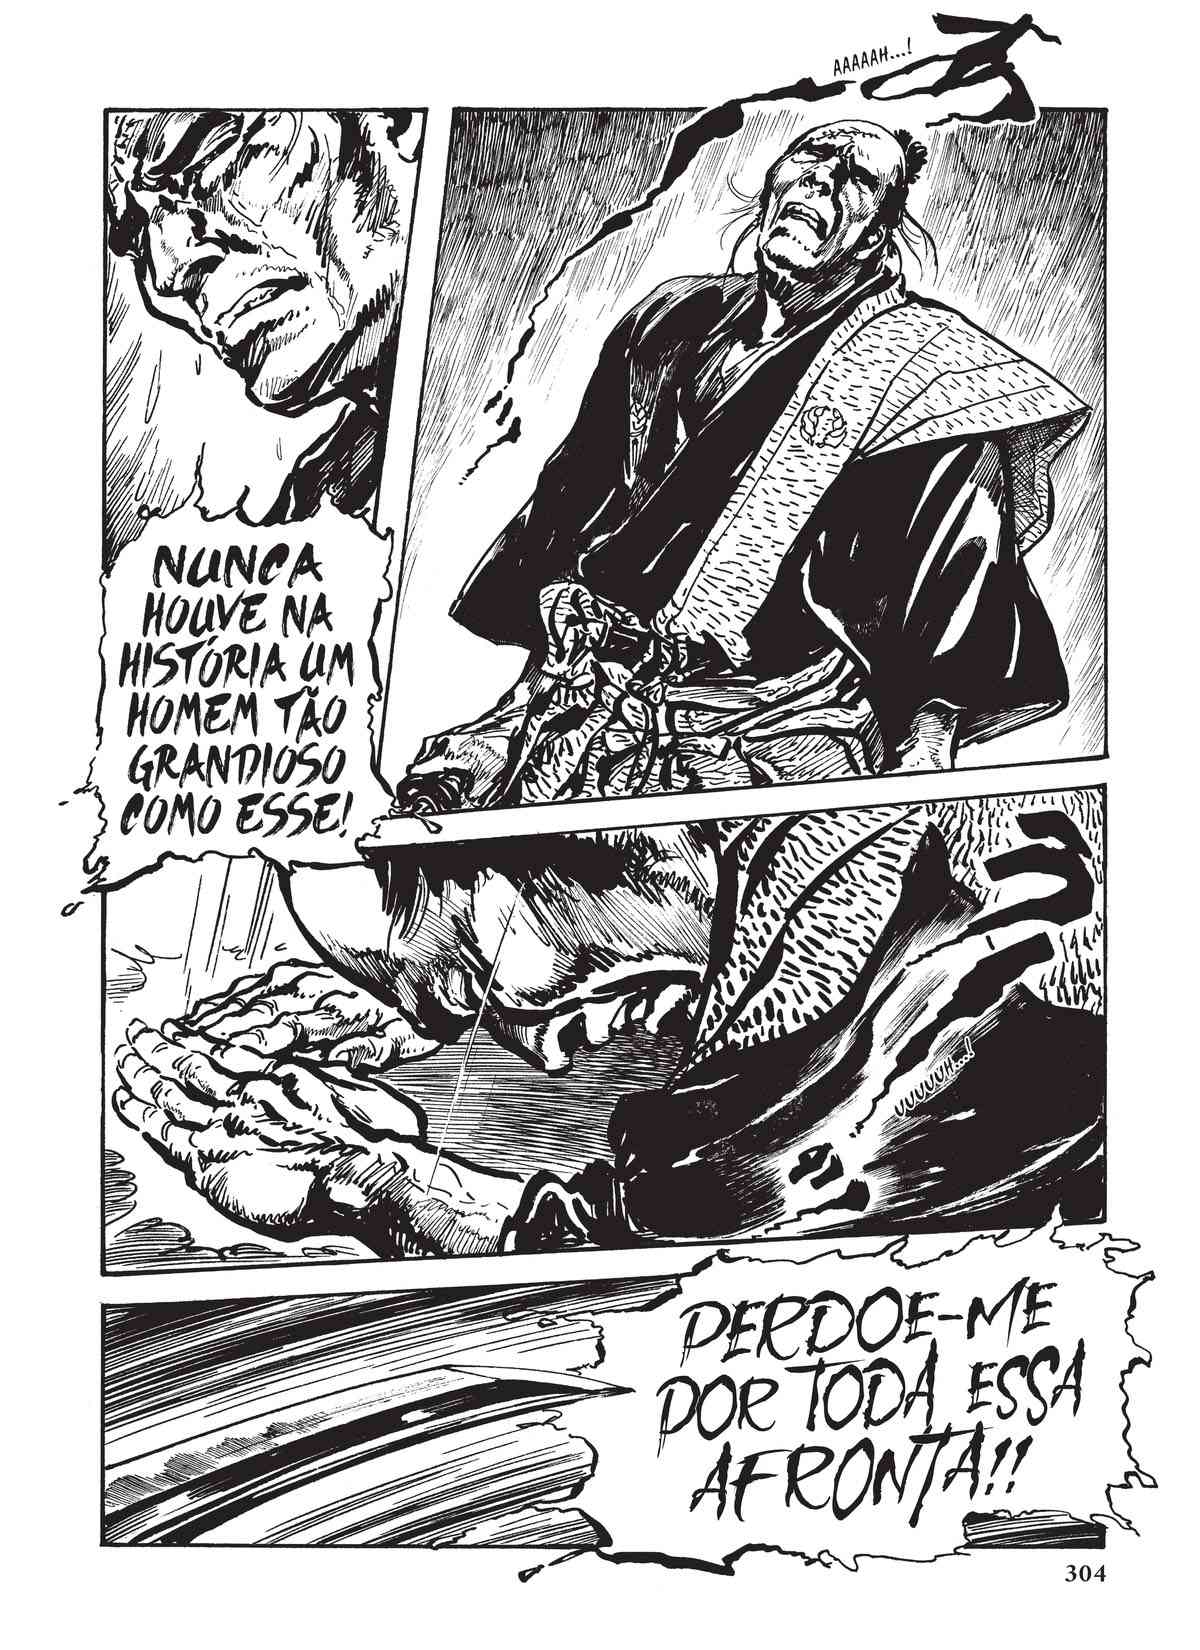 AAAAAH...!
NUNCA
HOUVE NA
HISTÓRIA UM
HOMEM TÃO
GRANDIOSO
COMO ESSE!
UUUUUH...!
PERDOE-ME
POR TODA ESSA
AFRONTA!!
304